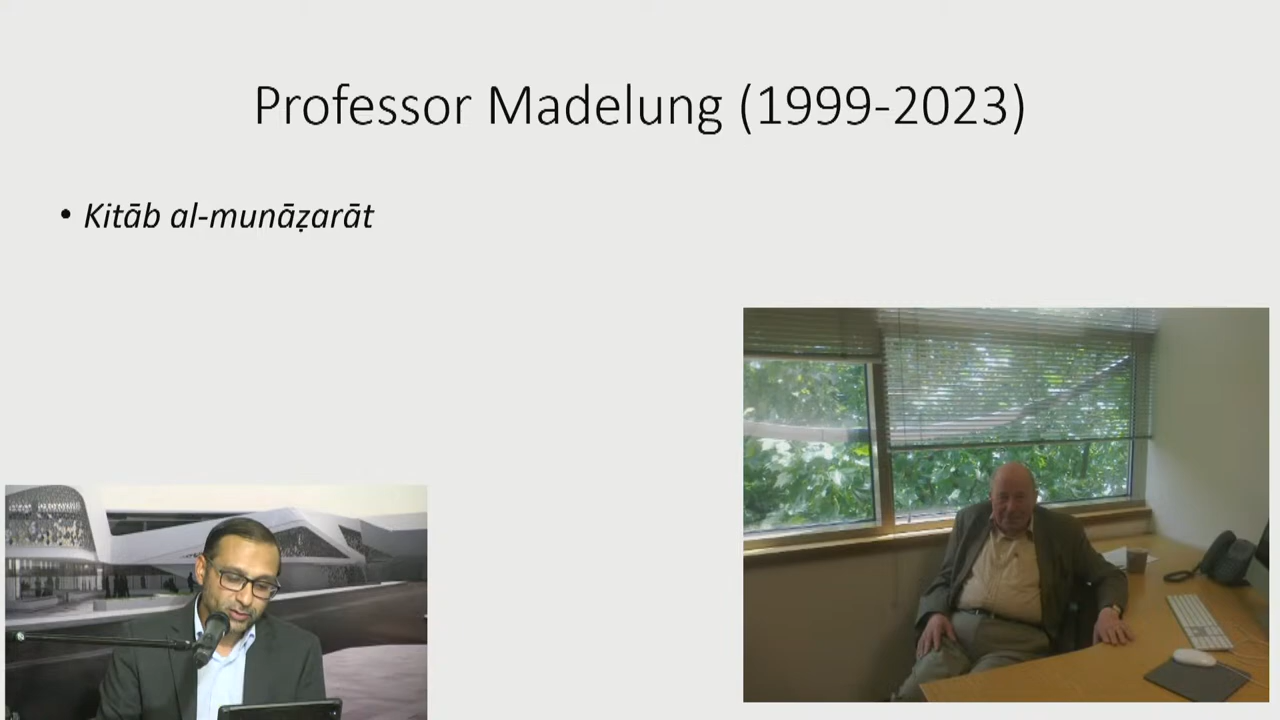 Professor Madelung (1999-2023)
• Kitāb al-munāẓarāt